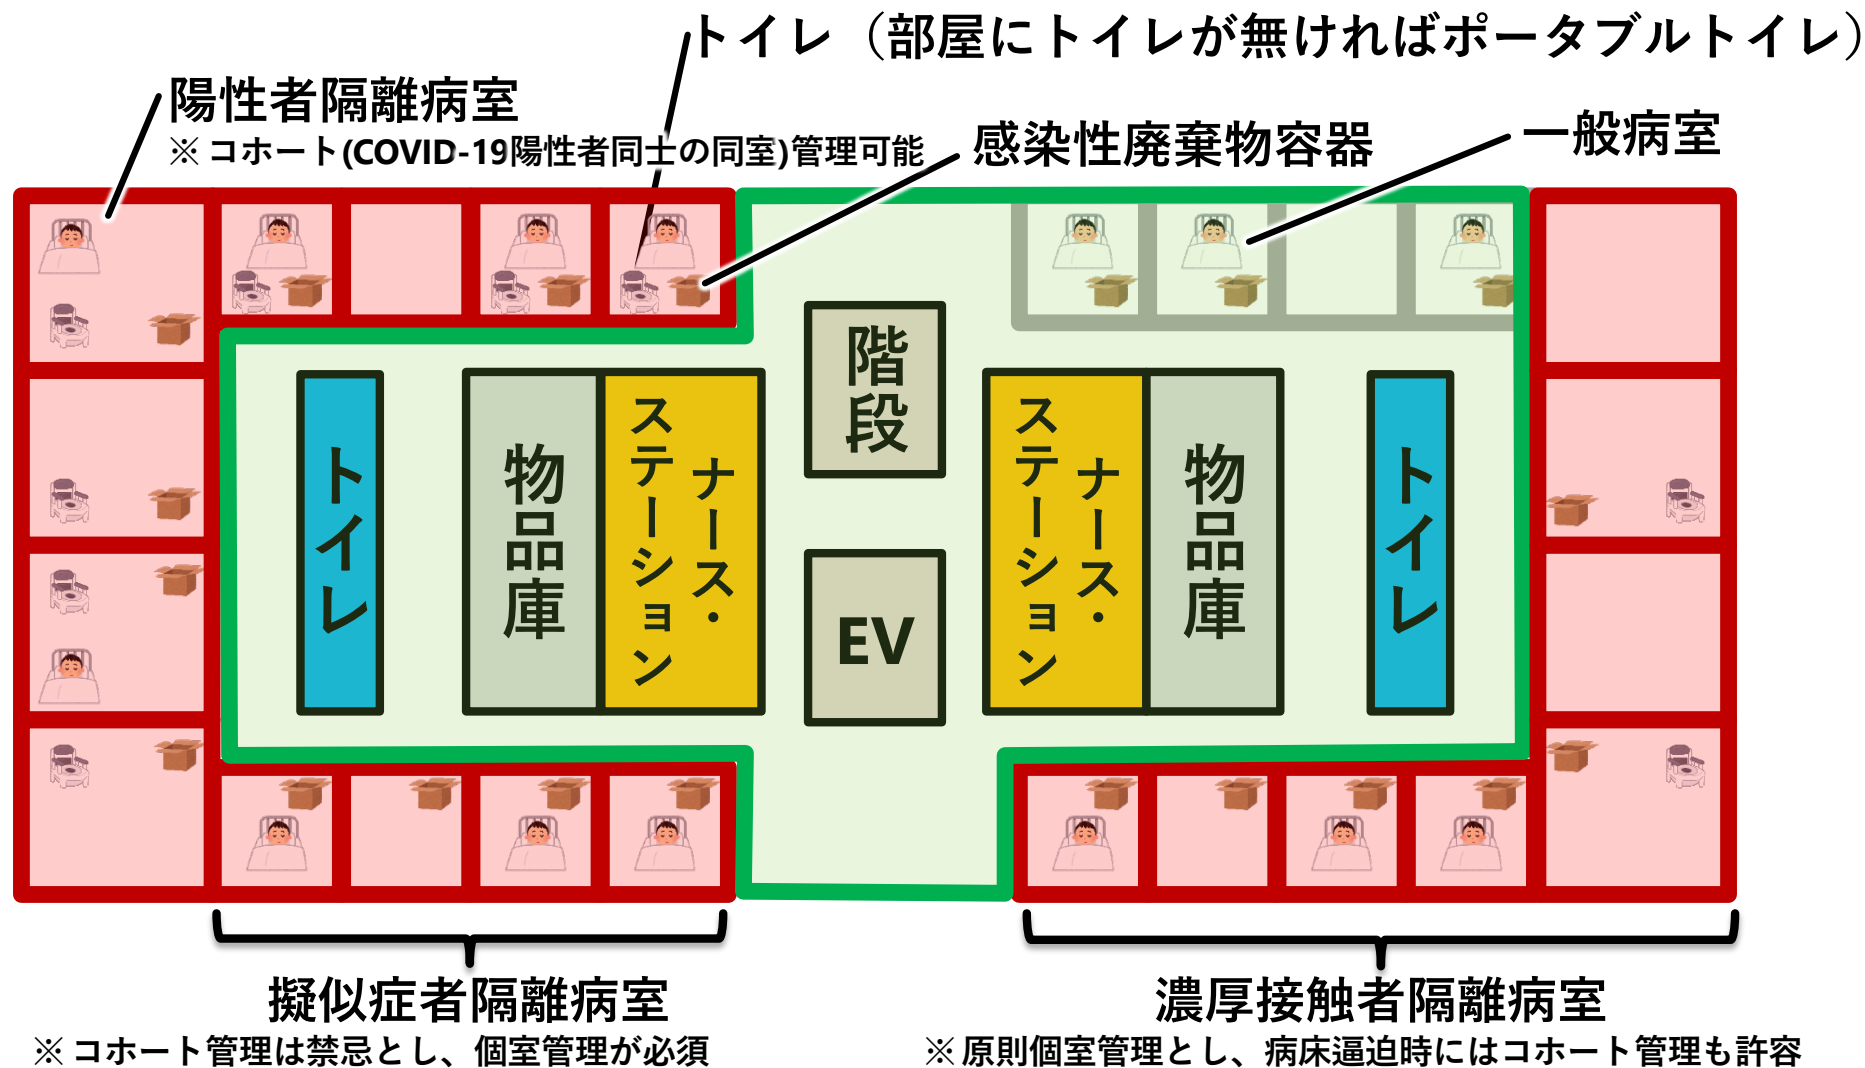 トイレ（部屋にトイレが無ければポータブルトイレ）
陽性者隔離病室
※ コホート(COVID-19陽性者同士の同室)管理可能
感染性廃棄物容器
一般病室
階段
トイレ
物品庫
ナース・
ステーション
EV
ナース・
ステーション
物品庫
トイレ
擬似症者隔離病室
※ コホート管理は禁忌とし、個室管理が必須
濃厚接触者隔離病室
※ 原則個室管理とし、病床逼迫時にはコホート管理も許容